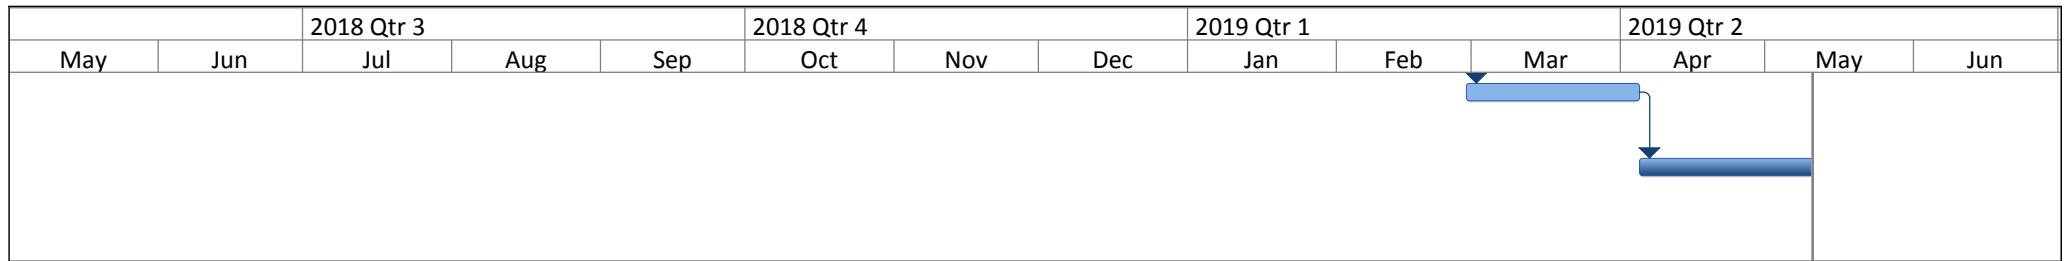 2018 Qtr 3 2018 Qtr 4 2019 Qtr 1 2019 Qtr 2
May Jun Jul Aug Sep Oct Nov Dec Jan Feb Mar Apr May Jun